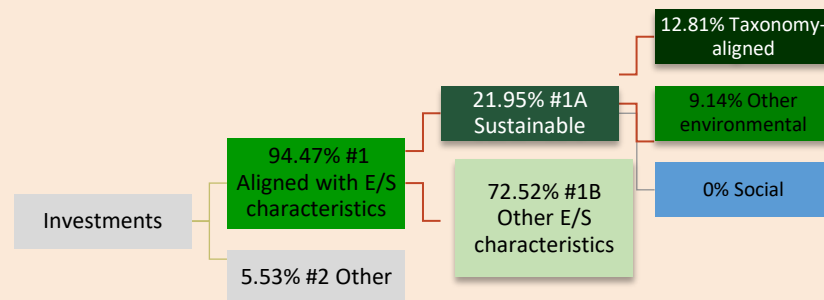 12.81% Taxonomy-
aligned
21.95% #1A
Sustainable
9.14% Other
environmental
94.47% #1
Aligned with E/S
characteristics
72.52% #1B
Other E/S
characteristics
0% Social
Investments
5.53% #2 Other